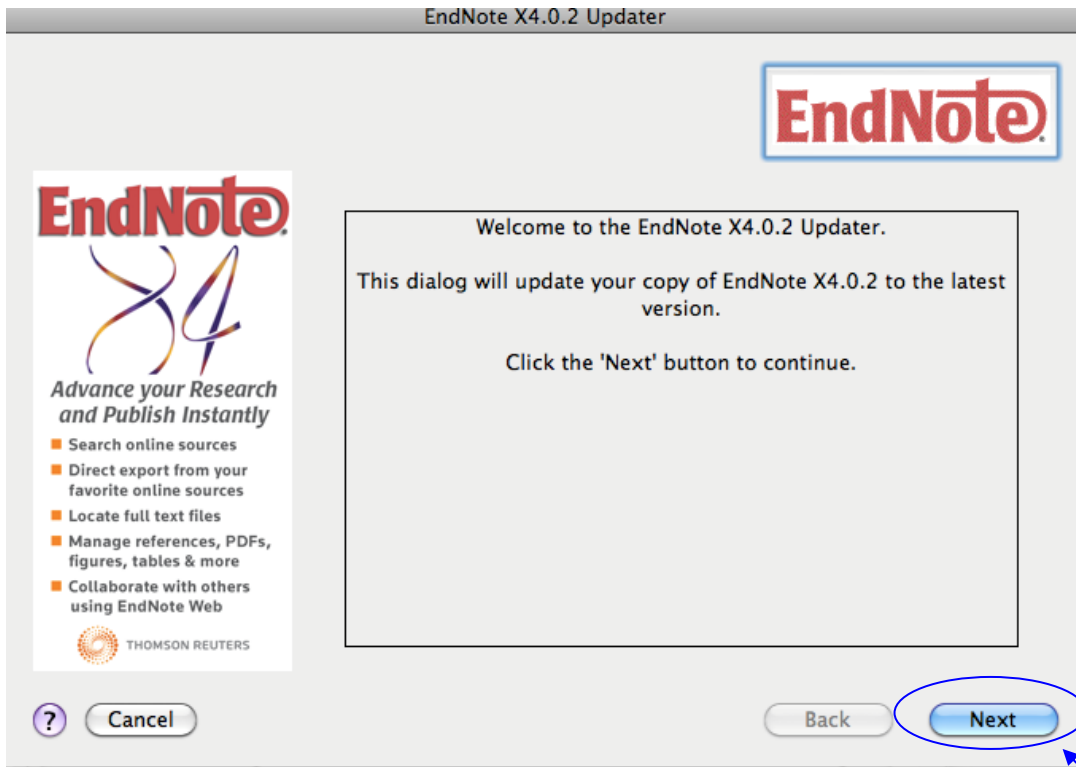 EndNote X4.0.2 Updater
EndNote
EndNote
X4
Advance your Research
and Publish Instantly
Search online sources
Direct export from your
favorite online sources
Locate full text files
Manage references, PDFs,
figures, tables & more
Collaborate with others
using EndNote Web
THOMSON REUTERS
Welcome to the EndNote X4.0.2 Updater.
This dialog will update your copy of EndNote X4.0.2 to the latest
version.
Click the 'Next' button to continue.
?
Cancel
Back
Next